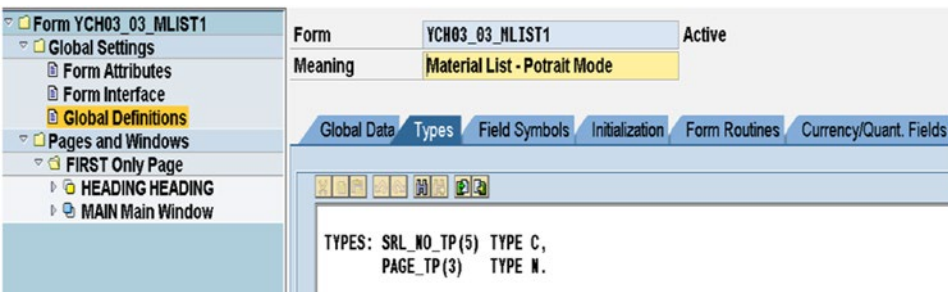 Form YCH03_03_MLIST1
Global Settings
Form Attributes
Form Interface
Global Definitions
Pages and Windows
FIRST Only Page
HEADING HEADING
MAIN Main Window
Form YCH03_03_MLIST1 Active
Meaning Material List - Potrait Mode
Global Data Types Field Symbols Initialization Form Routines Currency/Quant. Fields
TYPES: SRL_NO_TP(5) TYPE C,
PAGE_TP(3) TYPE N.